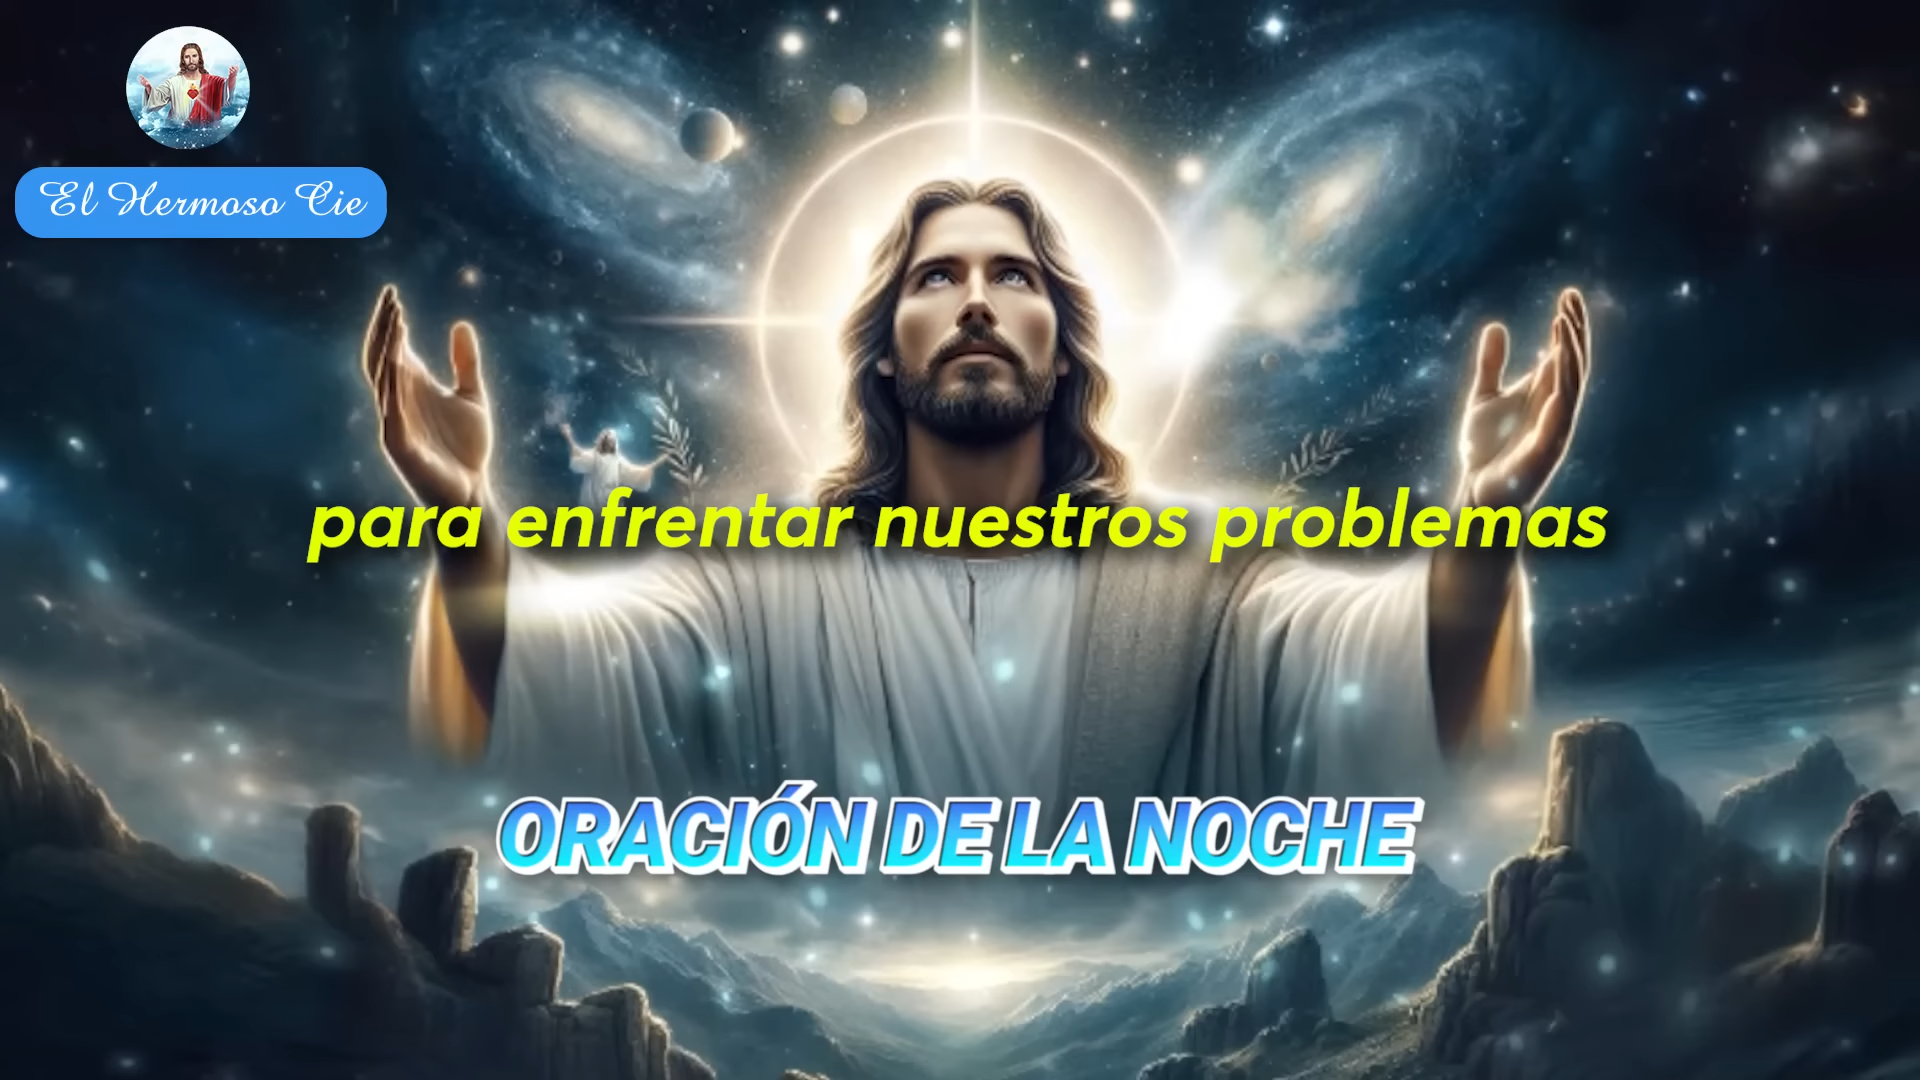 El Hermoso Cie
para enfrentar nuestros problemas
ORACIÓN DE LA NOCHE